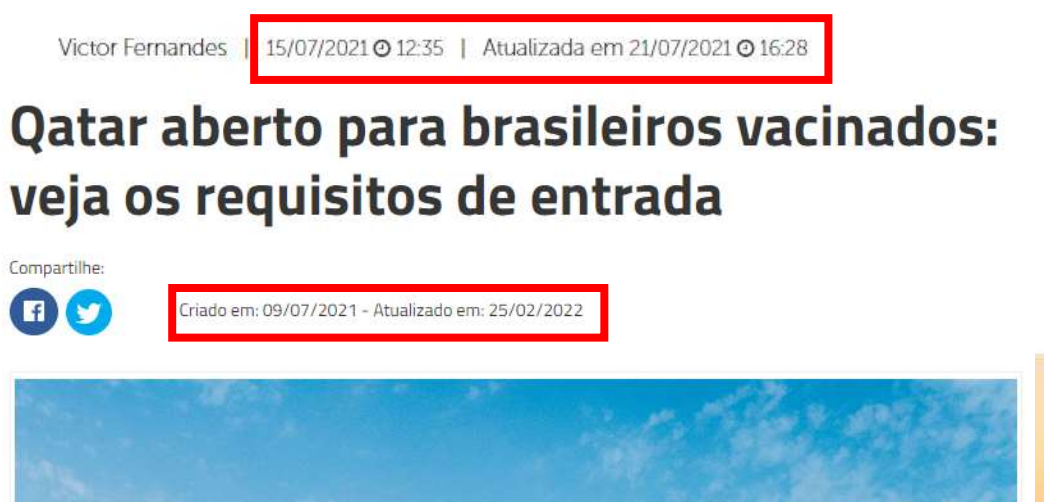 Victor Fernandes | 15/07/2021 12:35 | Atualizada em 21/07/2021 16:28
Qatar aberto para brasileiros vacinados:
veja os requisitos de entrada
Compartilhe:
Criado em: 09/07/2021 - Atualizado em: 25/02/2022